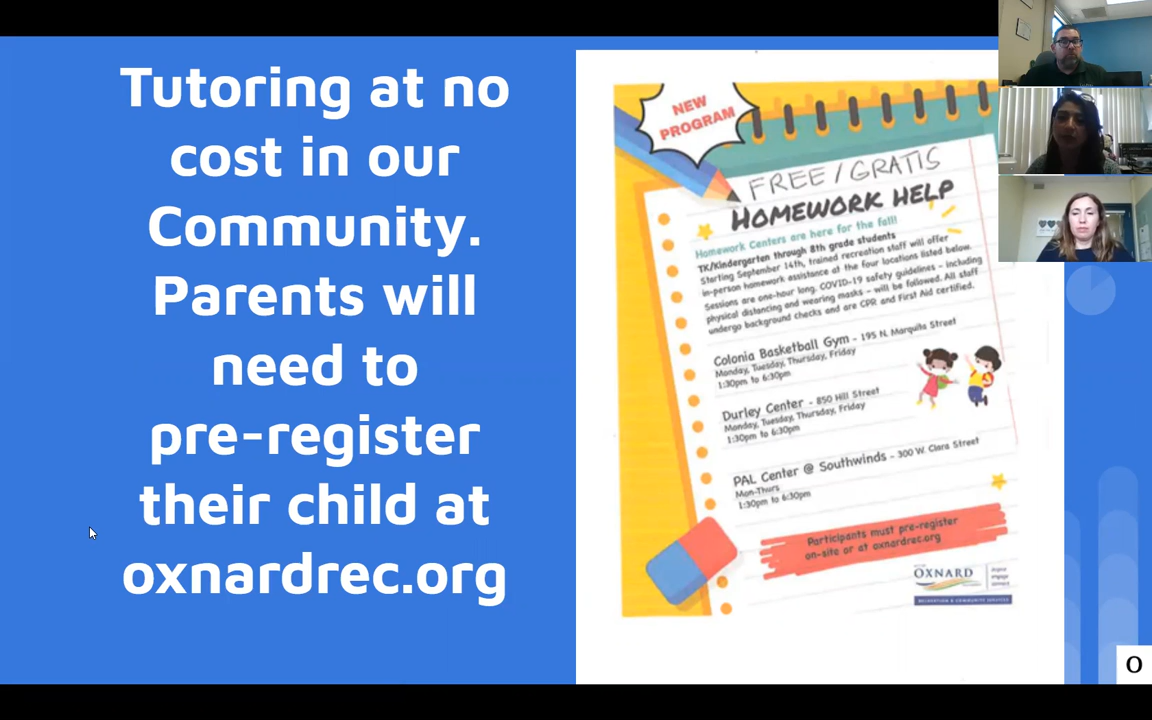 Tutoring at no
cost in our
Community.
Parents will
need to
pre-register
their child at
oxnardrec.org
NEW
PROGRAM
FREE/GRATIS
HOMEWORK HELP
Homework Centers are here for the fall!
TK/Kindergarten through 8th grade students
Starting September 14th, trained recreation staff will offer
in-person homework assistance at the four locations listed below.
Sessions are one-hour long. COVID-19 safety guidelines - including
physical distancing and wearing masks - will be followed. All staff
undergo background checks and are CPR and First Aid certified.
Colonia Basketball Gym - 195 N. Marquita Street
Monday, Tuesday, Thursday, Friday
1:30pm to 6:30pm
Durley Center - 850 Hill Street
Monday, Tuesday, Thursday, Friday
1:30pm to 6:30pm
PAL Center @ Southwinds - 300 W. Clara Street
Mon-Thurs
1:30pm to 6:30pm
Participants must pre-register
on-site or at oxnardrec.org
OXNARD
RECREATION & COMMUNITY SERVICES
O